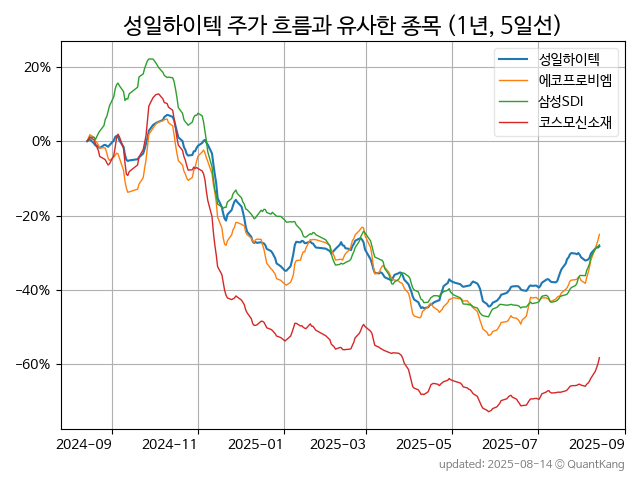 성일하이텍 주가 흐름과 유사한 종목 (1년, 5일선)
성일하이텍
에코프로비엠
삼성SDI
코스모신소재
20%
0%
−20%
−40%
−60%
2024-09 2024-11 2025-01 2025-03 2025-05 2025-07 2025-09
updated: 2025-08-14 © QuantKang